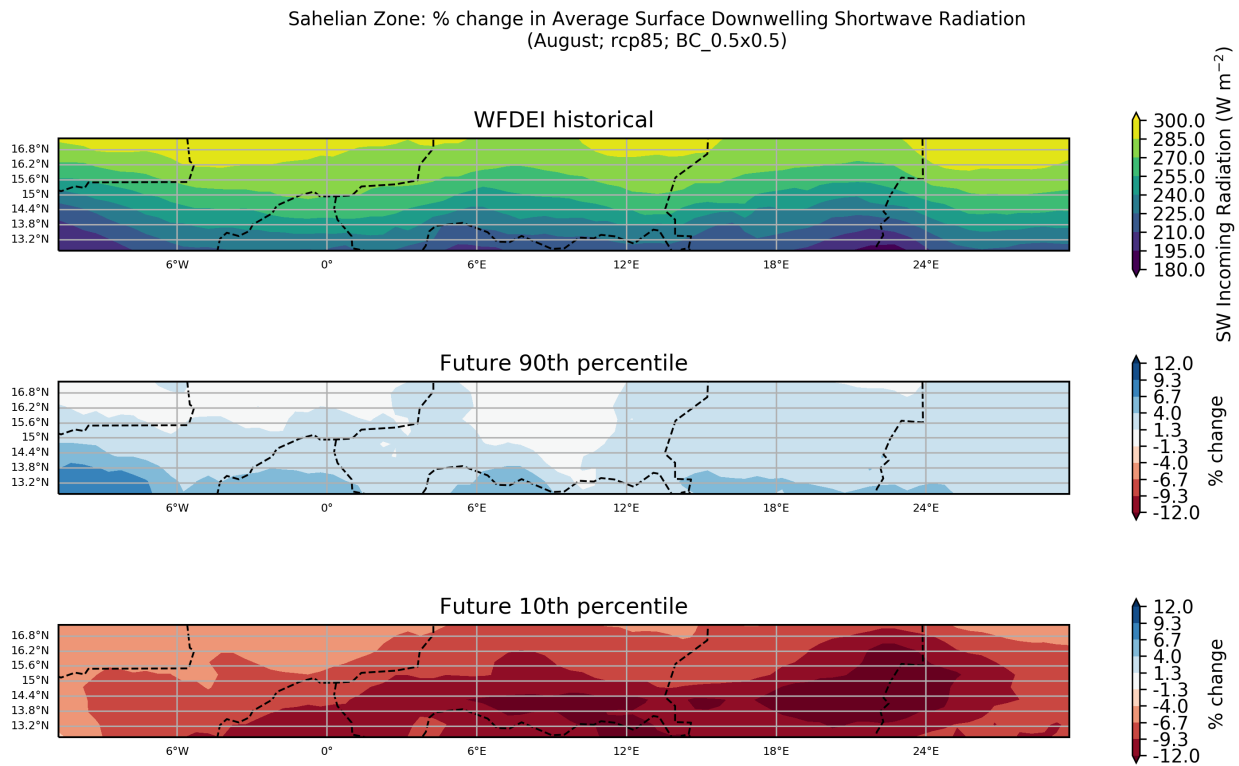 Sahelian Zone: % change in Average Surface Downwelling Shortwave Radiation
(August; rcp85; BC_0.5x0.5)
WFDEI historical
16.8°N
16.2°N
15.6°N
15°N
14.4°N
13.8°N
13.2°N
6°W 0° 6°E 12°E 18°E 24°E
300.0
285.0
270.0
255.0
240.0
225.0
210.0
195.0
180.0
SW Incoming Radiation (W m⁻²)
Future 90th percentile
16.8°N
16.2°N
15.6°N
15°N
14.4°N
13.8°N
13.2°N
6°W 0° 6°E 12°E 18°E 24°E
12.0
9.3
6.7
4.0
1.3
-1.3
-4.0
-6.7
-9.3
-12.0
% change
Future 10th percentile
16.8°N
16.2°N
15.6°N
15°N
14.4°N
13.8°N
13.2°N
6°W 0° 6°E 12°E 18°E 24°E
12.0
9.3
6.7
4.0
1.3
-1.3
-4.0
-6.7
-9.3
-12.0
% change